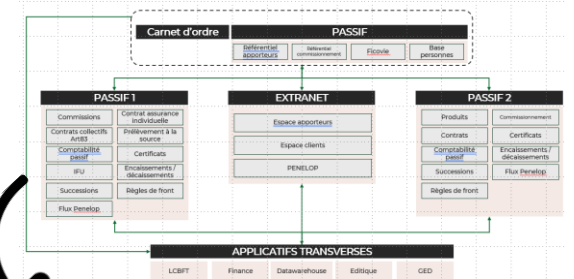 Carnet d'ordre
PASSIF
Référentiel
apporteurs
Référentiel
commissionnement
Ficovie
Base
personnes
PASSIF 1
Commissions
Contrat assurance
individuelle
Contrats collectifs
Art83
Prélèvement à la
source
Comptabilité
passif
Certificats
IFU
Encaissements /
décaissements
Successions
Règles de front
Flux Penelop
EXTRANET
Espace apporteurs
Espace clients
PENELOP
PASSIF 2
Produits
Commissionnement
Contrats
Certificats
Comptabilité
passif
Encaissements /
décaissements
Successions
Flux Penelop
Règles de front
APPLICATIFS TRANSVERSES
LCBFT
Finance
Datawarehouse
Editique
GED